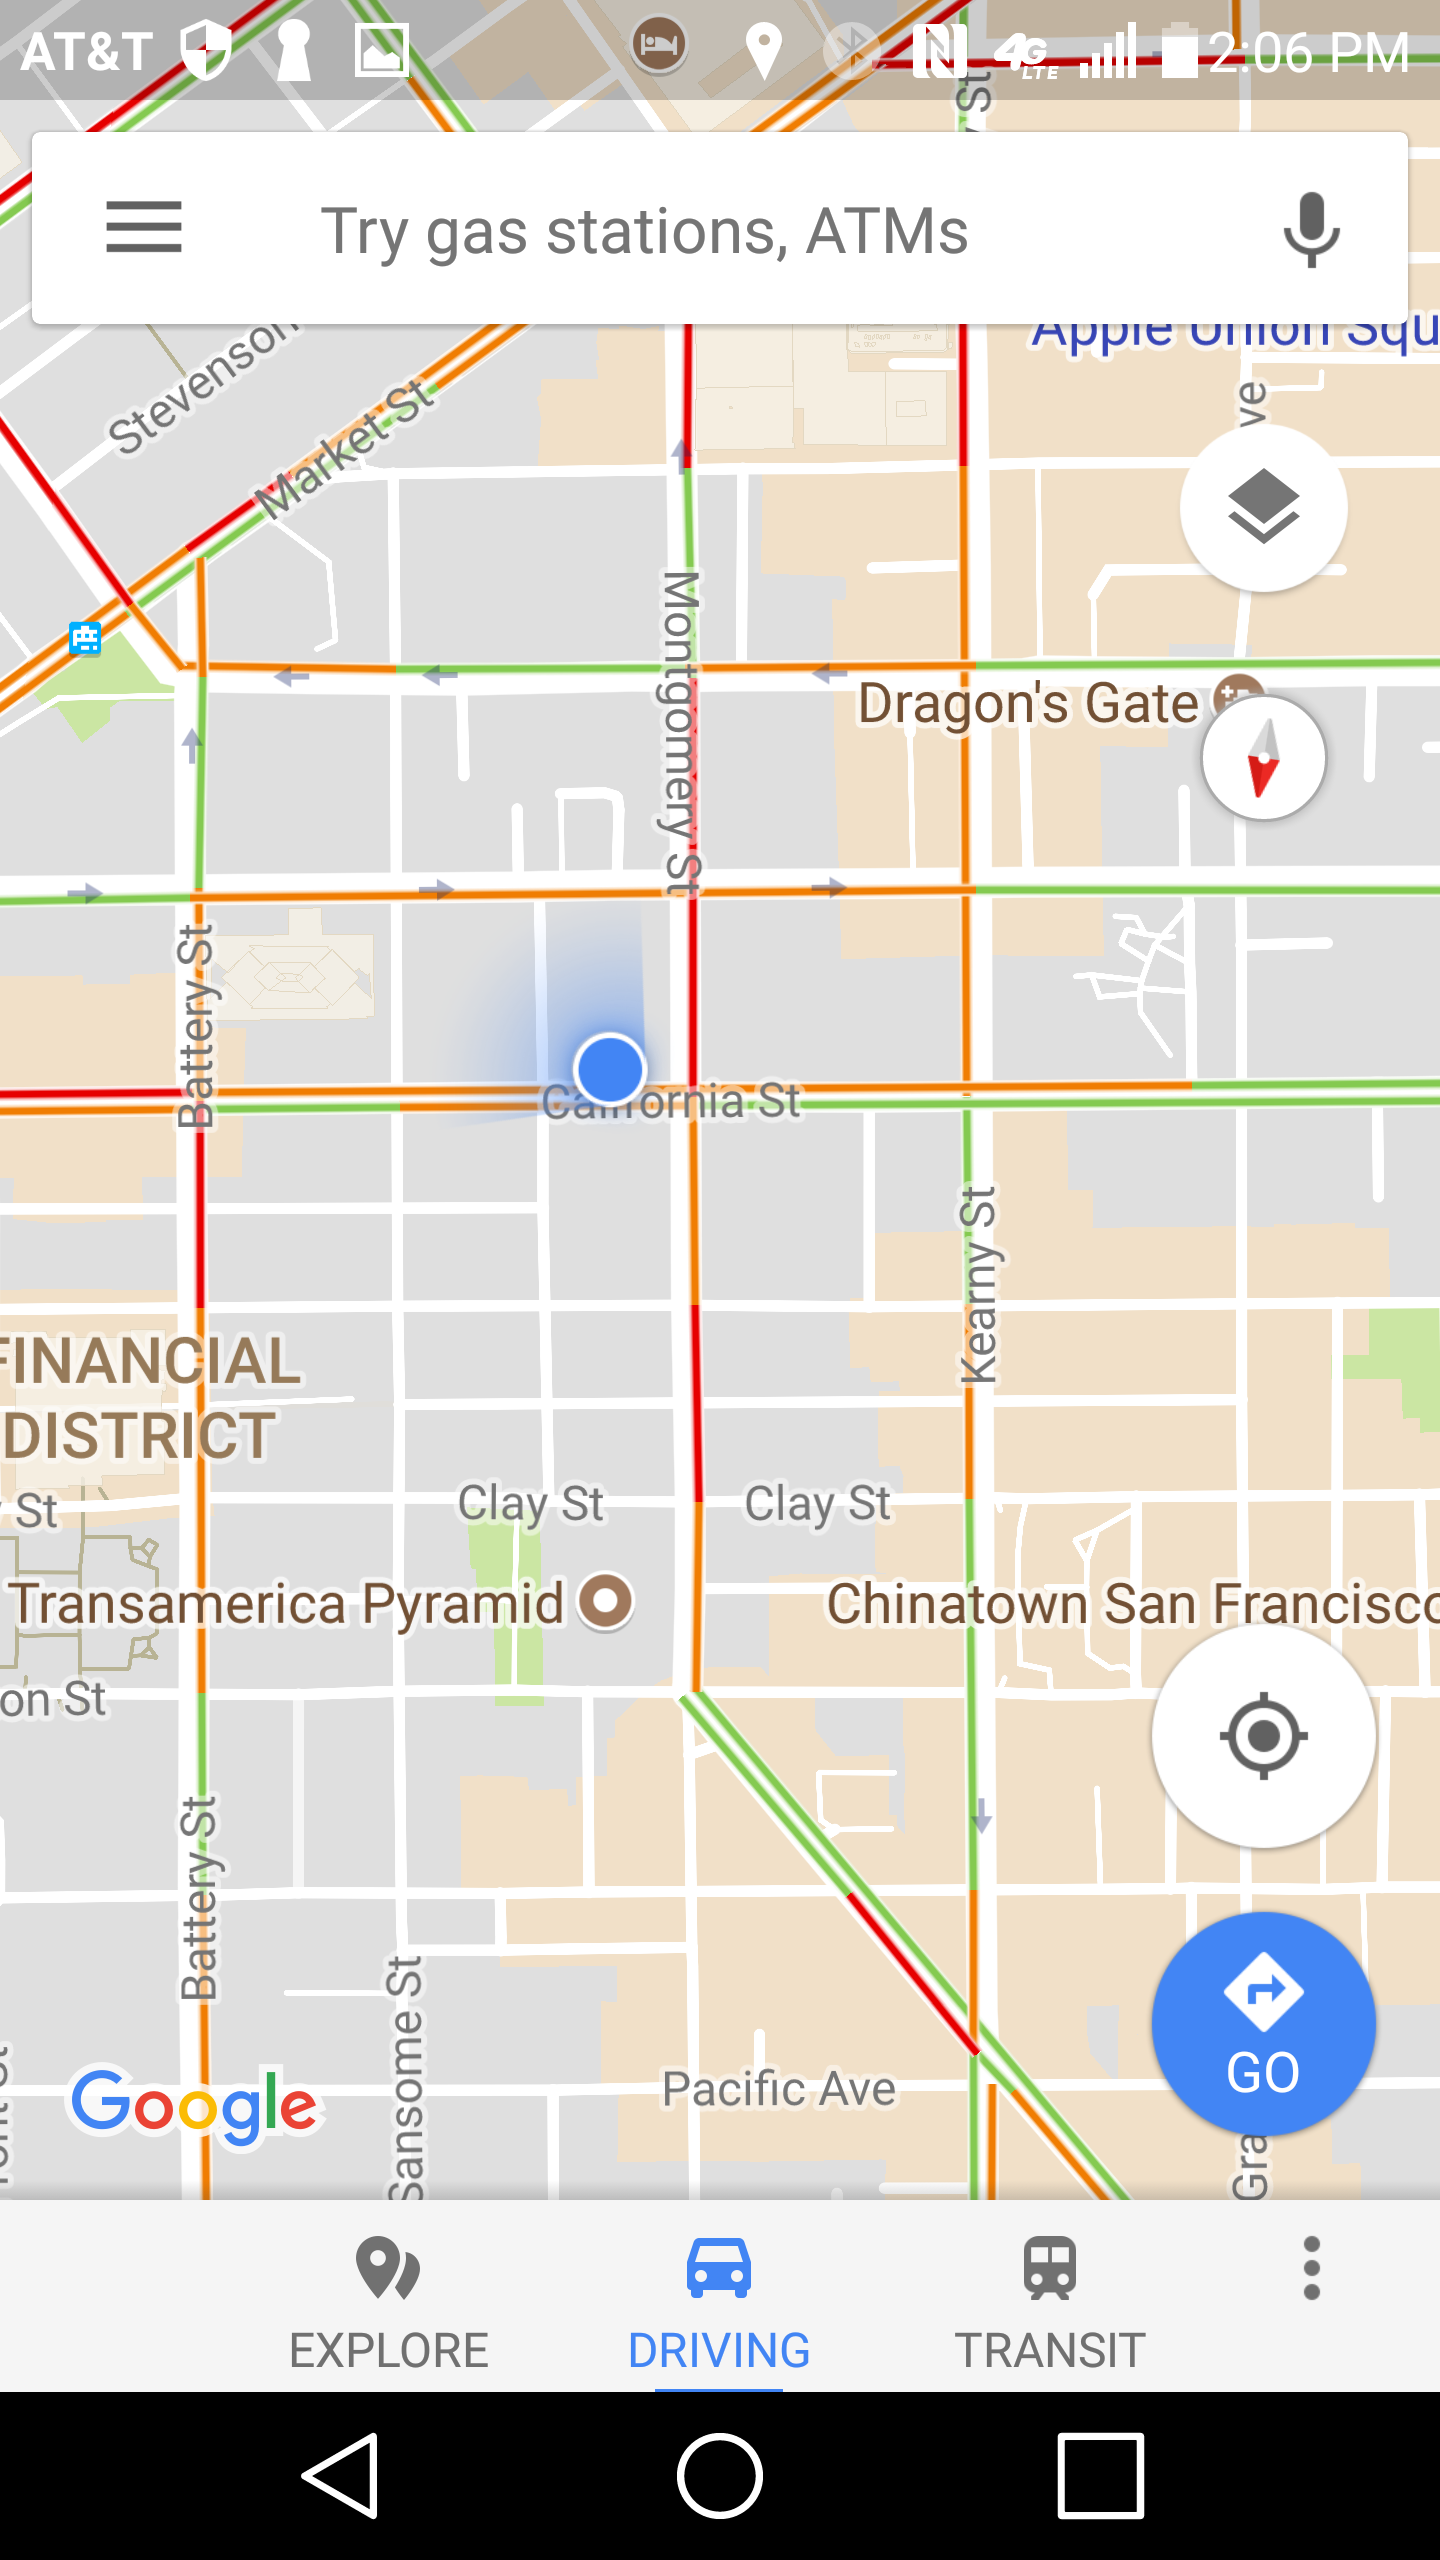 AT&T
4G LTE
2:06 PM
St
Try gas stations, ATMs
Stevenson
Apple Union Squ
Market St
ve
Montgomery St
Dragon's Gate
Battery St
California St
Kearny St
FINANCIAL
DISTRICT
St
Clay St
Clay St
Transamerica Pyramid
Chinatown San Francisco
on St
Battery St
Sansome St
Pacific Ave
GO
Gra
Google
EXPLORE
DRIVING
TRANSIT